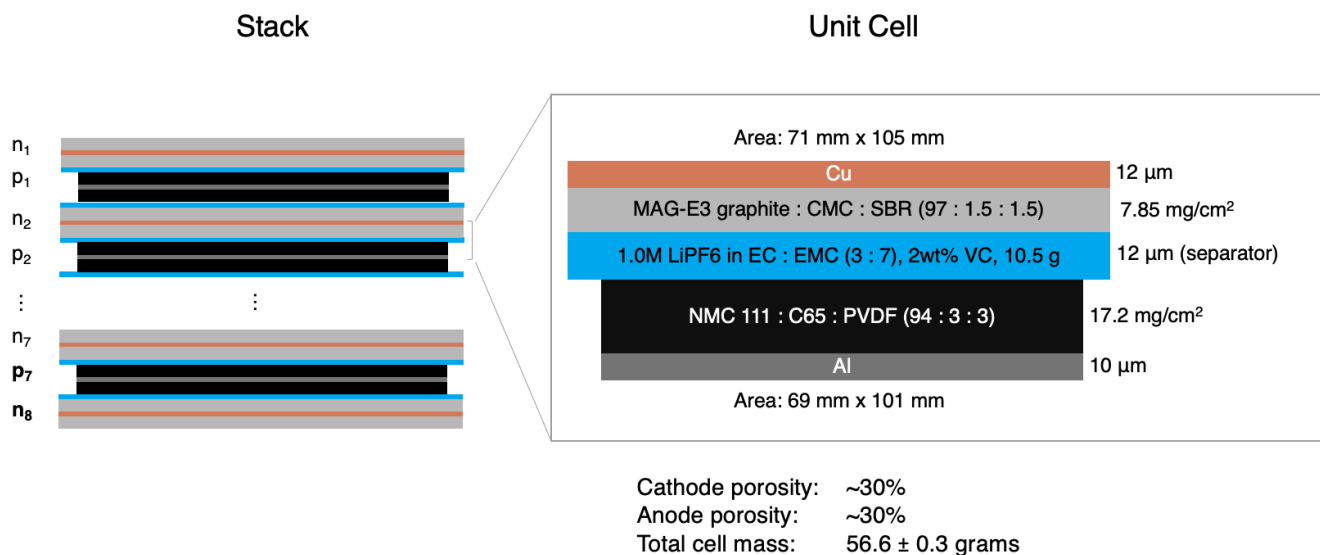 Stack
Unit Cell
n₁
p₁
n₂
p₂
⋮
⋮
n₇
p₇
n₈
Area: 71 mm x 105 mm
Cu
12 µm
MAG-E3 graphite : CMC : SBR (97 : 1.5 : 1.5)
7.85 mg/cm²
1.0M LiPF6 in EC : EMC (3 : 7), 2wt% VC, 10.5 g
12 µm (separator)
NMC 111 : C65 : PVDF (94 : 3 : 3)
17.2 mg/cm²
Al
10 µm
Area: 69 mm x 101 mm
Cathode porosity: ~30%
Anode porosity: ~30%
Total cell mass: 56.6 ± 0.3 grams